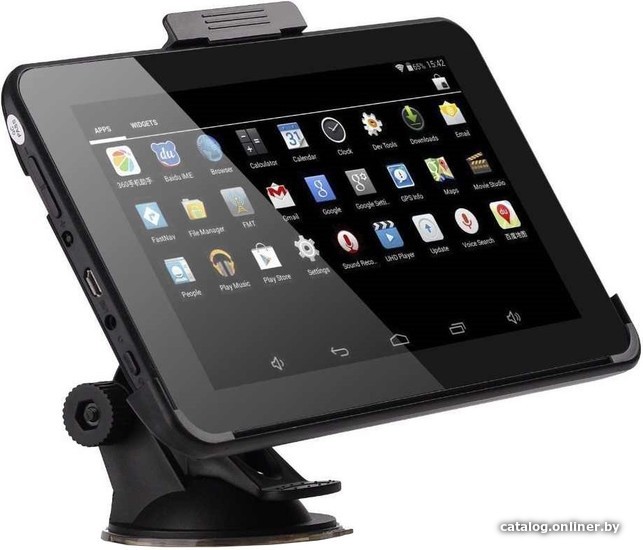 65% 15:42
APPS WIDGETS
360手机助手 Baidu IME Browser Calculator Calendar Clock Dev Tools Downloads Email
FastNav File Manager FMT Gmail Google Google Setti... GPS Info Maps Movie Studio
People Play Music Play Store Settings Sound Reco... UHD Player Update Voice Search 百度地图
catalog.onliner.by